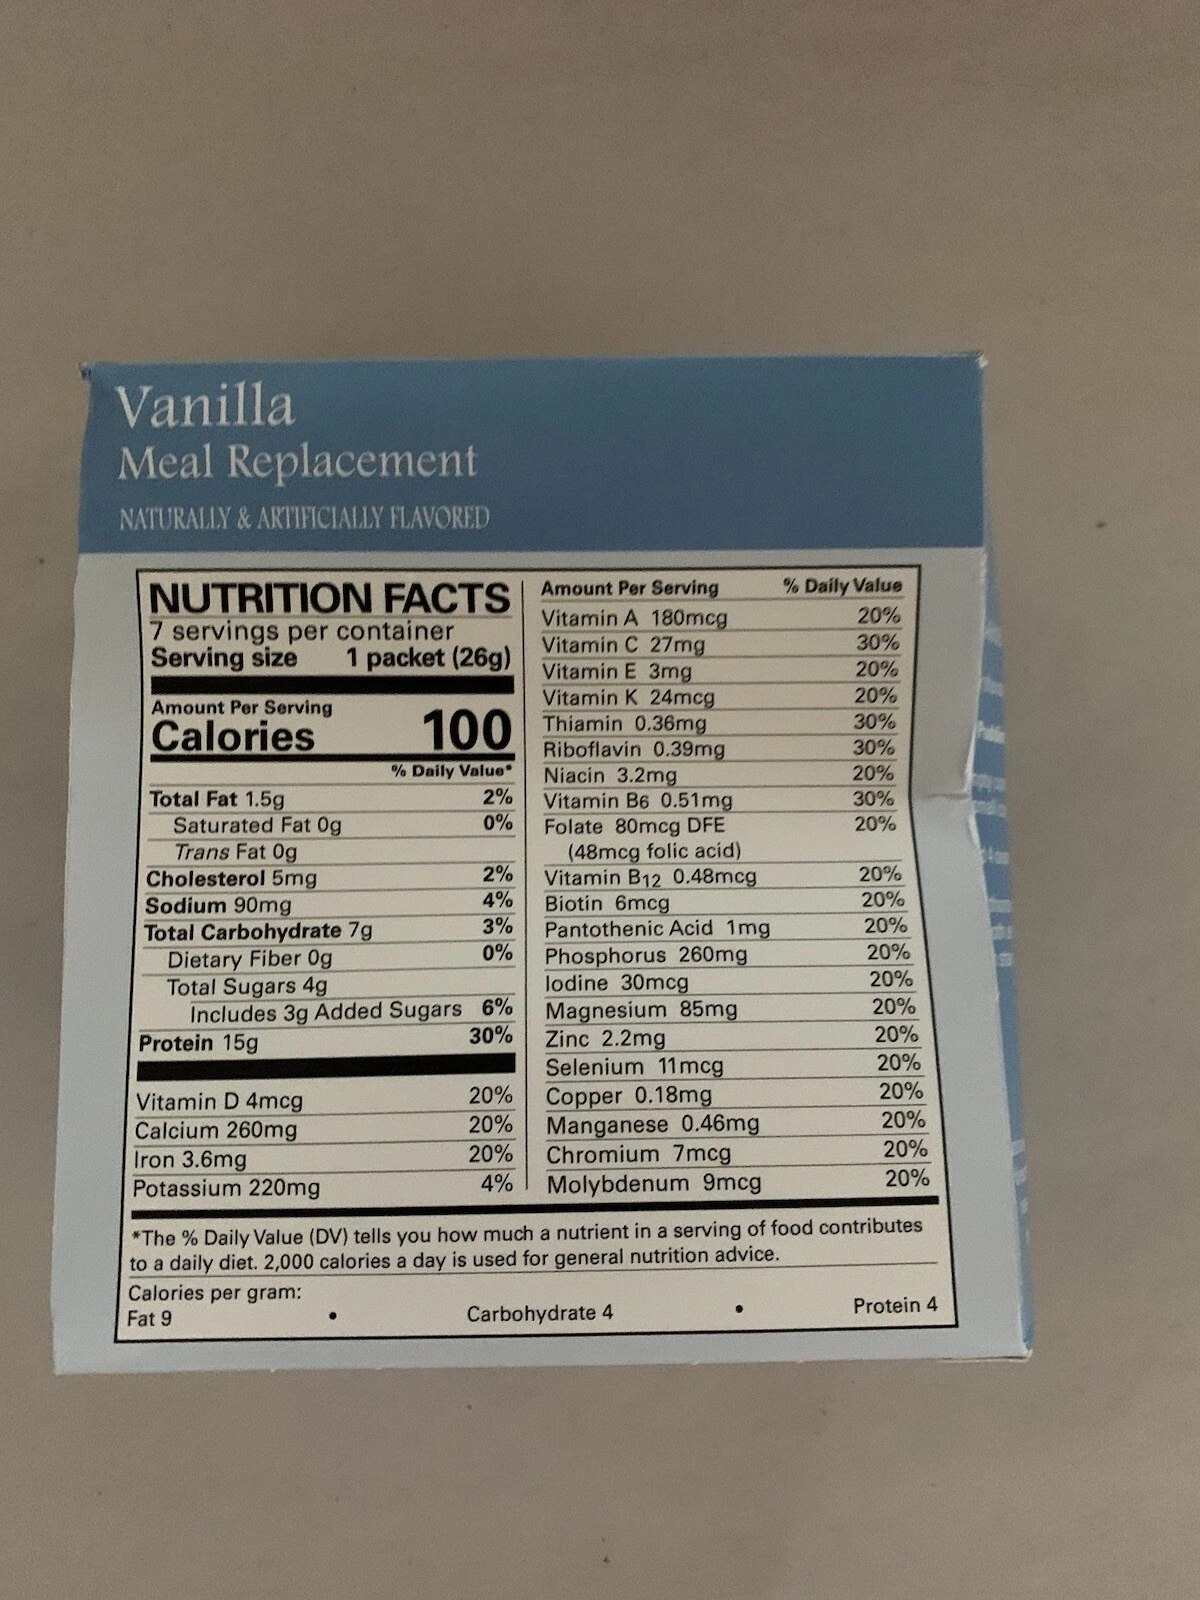 Vanilla
Meal Replacement
NATURALLY & ARTIFICIALLY FLAVORED
NUTRITION FACTS
7 servings per container
Serving size 1 packet (26g)
Amount Per Serving
Calories 100
% Daily Value*
Total Fat 1.5g 2%
Saturated Fat 0g 0%
Trans Fat 0g
Cholesterol 5mg 2%
Sodium 90mg 4%
Total Carbohydrate 7g 3%
Dietary Fiber 0g 0%
Total Sugars 4g
Includes 3g Added Sugars 6%
Protein 15g 30%
Vitamin D 4mcg 20%
Calcium 260mg 20%
Iron 3.6mg 20%
Potassium 220mg 4%
Amount Per Serving % Daily Value
Vitamin A 180mcg 20%
Vitamin C 27mg 30%
Vitamin E 3mg 20%
Vitamin K 24mcg 20%
Thiamin 0.36mg 30%
Riboflavin 0.39mg 30%
Niacin 3.2mg 20%
Vitamin B6 0.51mg 30%
Folate 80mcg DFE 20%
(48mcg folic acid)
Vitamin B12 0.48mcg 20%
Biotin 6mcg 20%
Pantothenic Acid 1mg 20%
Phosphorus 260mg 20%
Iodine 30mcg 20%
Magnesium 85mg 20%
Zinc 2.2mg 20%
Selenium 11mcg 20%
Copper 0.18mg 20%
Manganese 0.46mg 20%
Chromium 7mcg 20%
Molybdenum 9mcg 20%
*The % Daily Value (DV) tells you how much a nutrient in a serving of food contributes
to a daily diet. 2,000 calories a day is used for general nutrition advice.
Calories per gram:
Fat 9 • Carbohydrate 4 • Protein 4